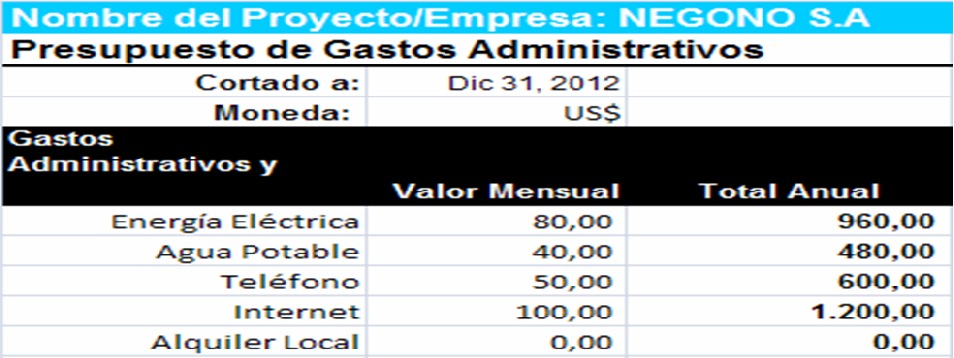 Nombre del Proyecto/Empresa: NEGONO S.A
Presupuesto de Gastos Administrativos
Cortado a: Dic 31, 2012
Moneda: US$
Gastos
Administrativos y
Valor Mensual Total Anual
Energía Eléctrica 80,00 960,00
Agua Potable 40,00 480,00
Teléfono 50,00 600,00
Internet 100,00 1.200,00
Alquiler Local 0,00 0,00